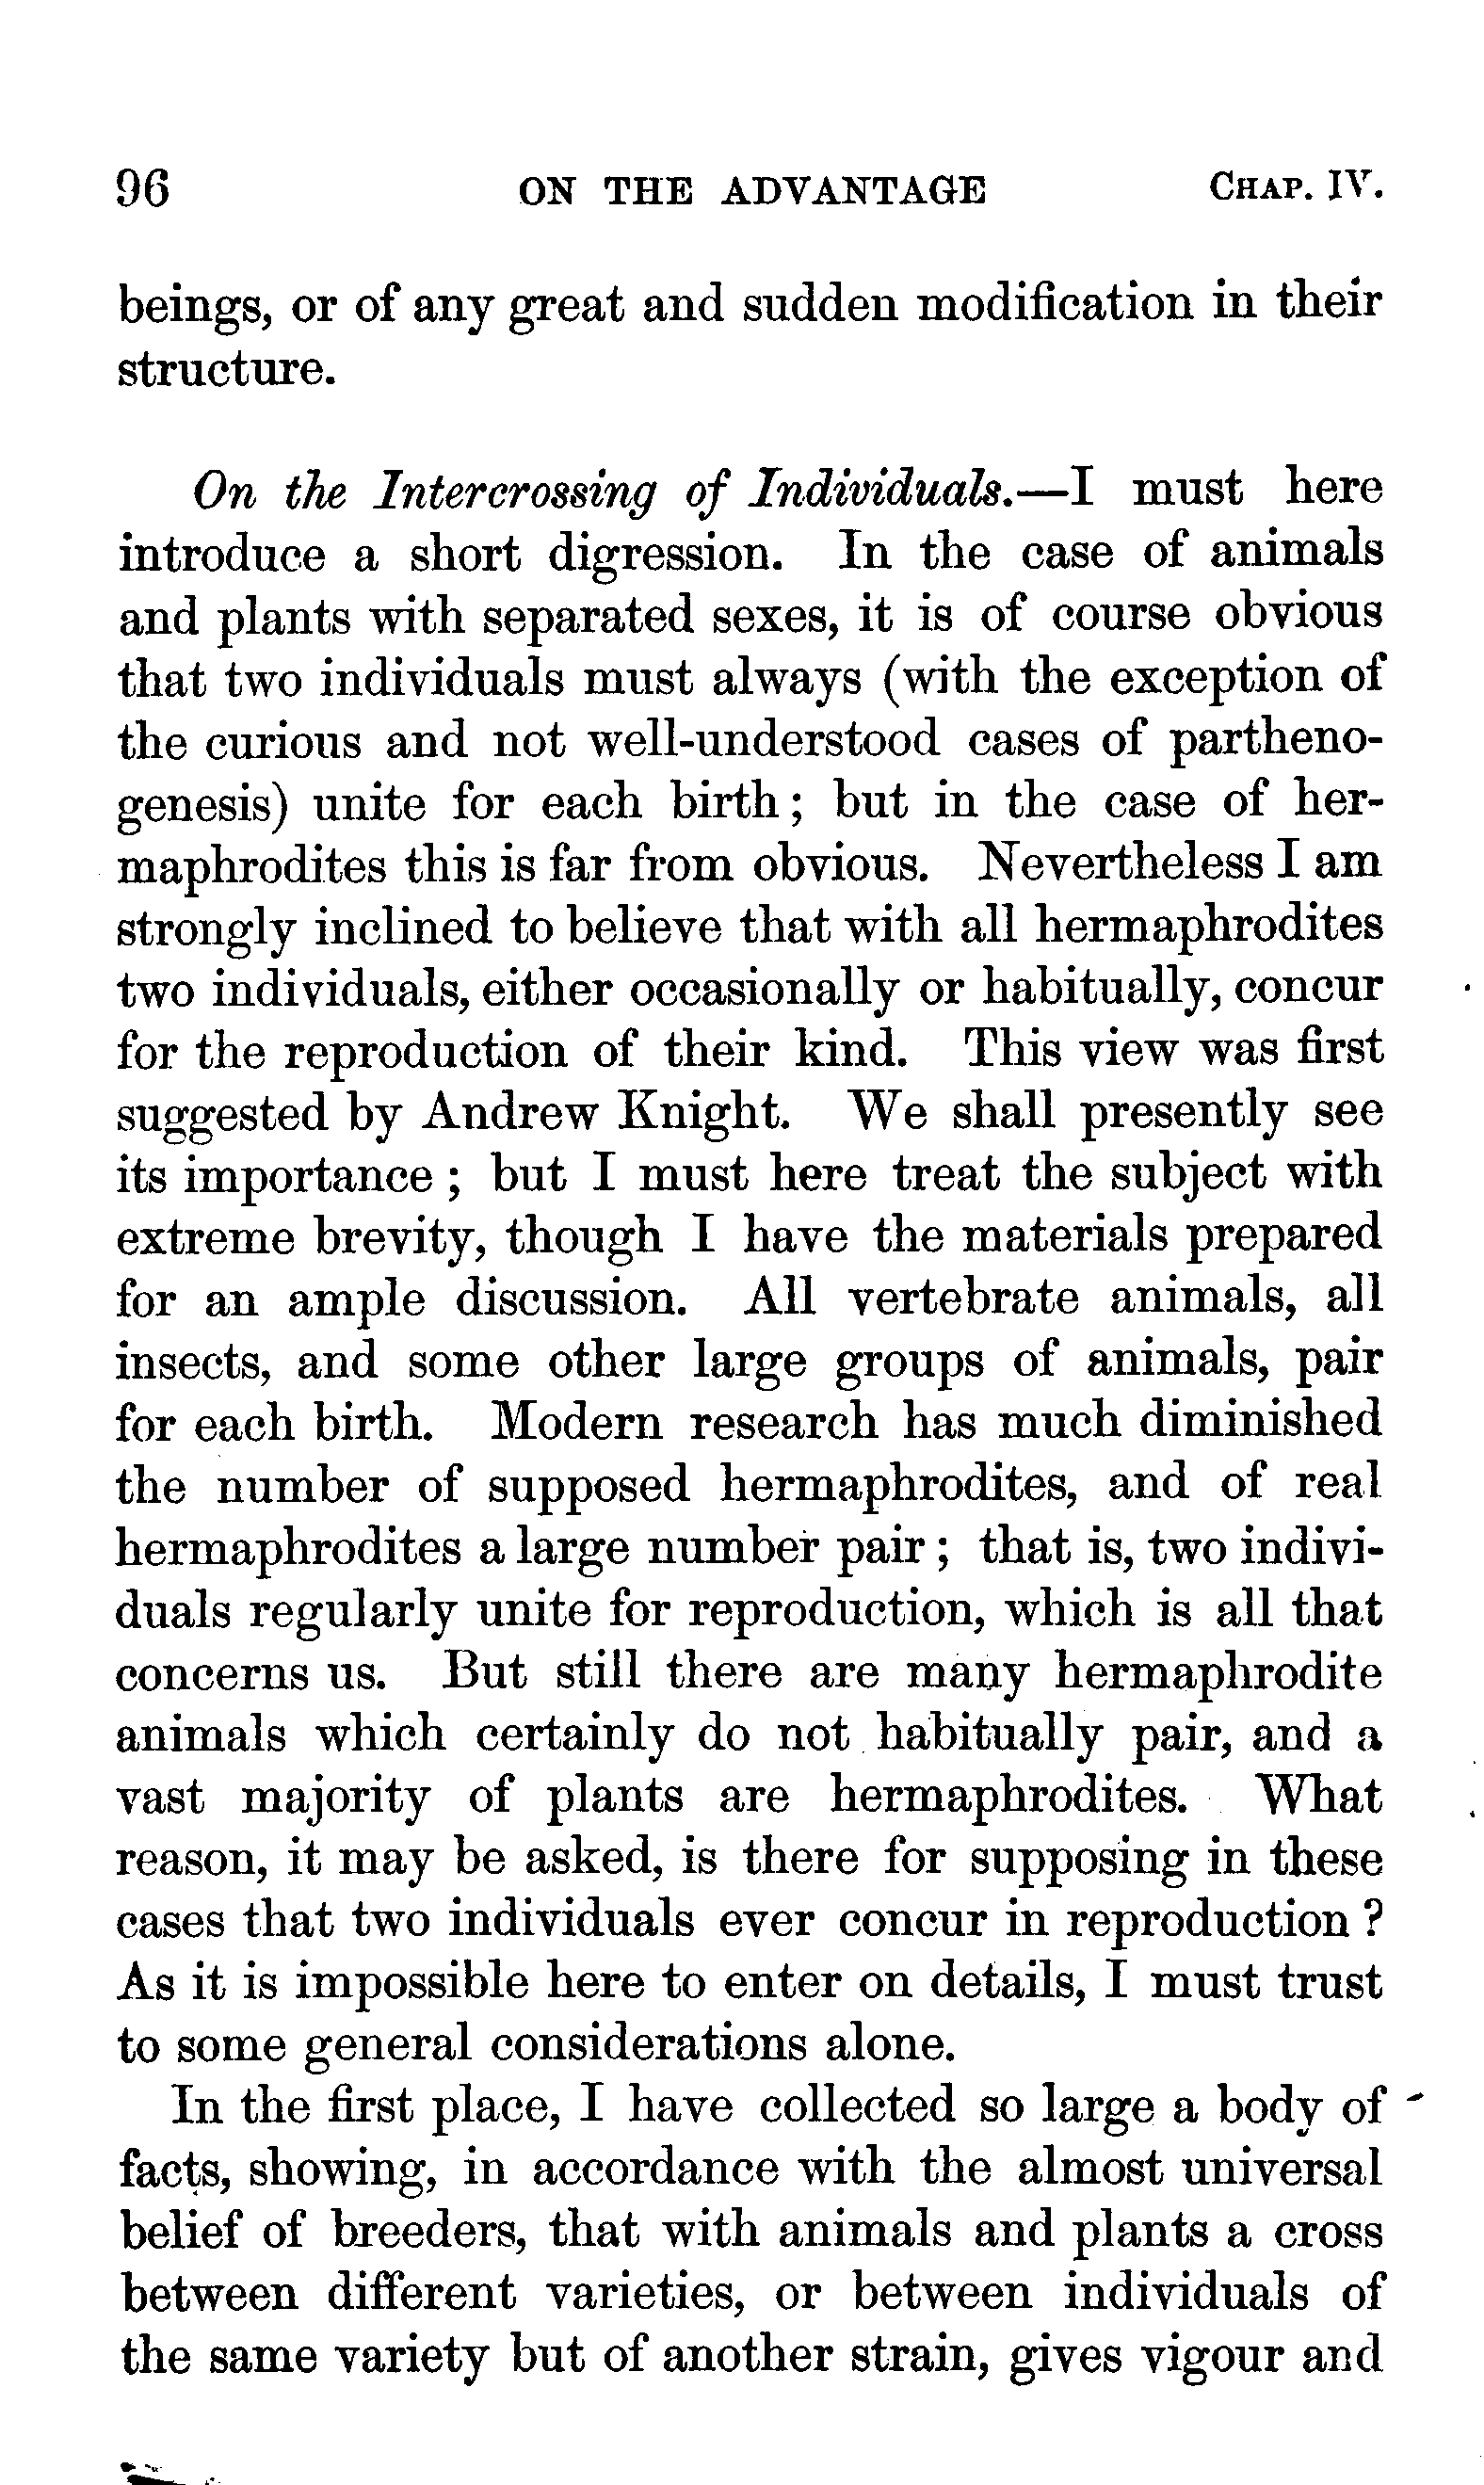 96 ON THE ADVANTAGE CHAP. IV.
beings, or of any great and sudden modification in their
structure.
On the Intercrossing of Individuals.—I must here
introduce a short digression. In the case of animals
and plants with separated sexes, it is of course obvious
that two individuals must always (with the exception of
the curious and not well-understood cases of partheno-
genesis) unite for each birth; but in the case of her-
maphrodites this is far from obvious. Nevertheless I am
strongly inclined to believe that with all hermaphrodites
two individuals, either occasionally or habitually, concur
for the reproduction of their kind. This view was first
suggested by Andrew Knight. We shall presently see
its importance; but I must here treat the subject with
extreme brevity, though I have the materials prepared
for an ample discussion. All vertebrate animals, all
insects, and some other large groups of animals, pair
for each birth. Modern research has much diminished
the number of supposed hermaphrodites, and of real
hermaphrodites a large number pair; that is, two indivi-
duals regularly unite for reproduction, which is all that
concerns us. But still there are many hermaphrodite
animals which certainly do not habitually pair, and a
vast majority of plants are hermaphrodites. What
reason, it may be asked, is there for supposing in these
cases that two individuals ever concur in reproduction?
As it is impossible here to enter on details, I must trust
to some general considerations alone.
In the first place, I have collected so large a body of
facts, showing, in accordance with the almost universal
belief of breeders, that with animals and plants a cross
between different varieties, or between individuals of
the same variety but of another strain, gives vigour and